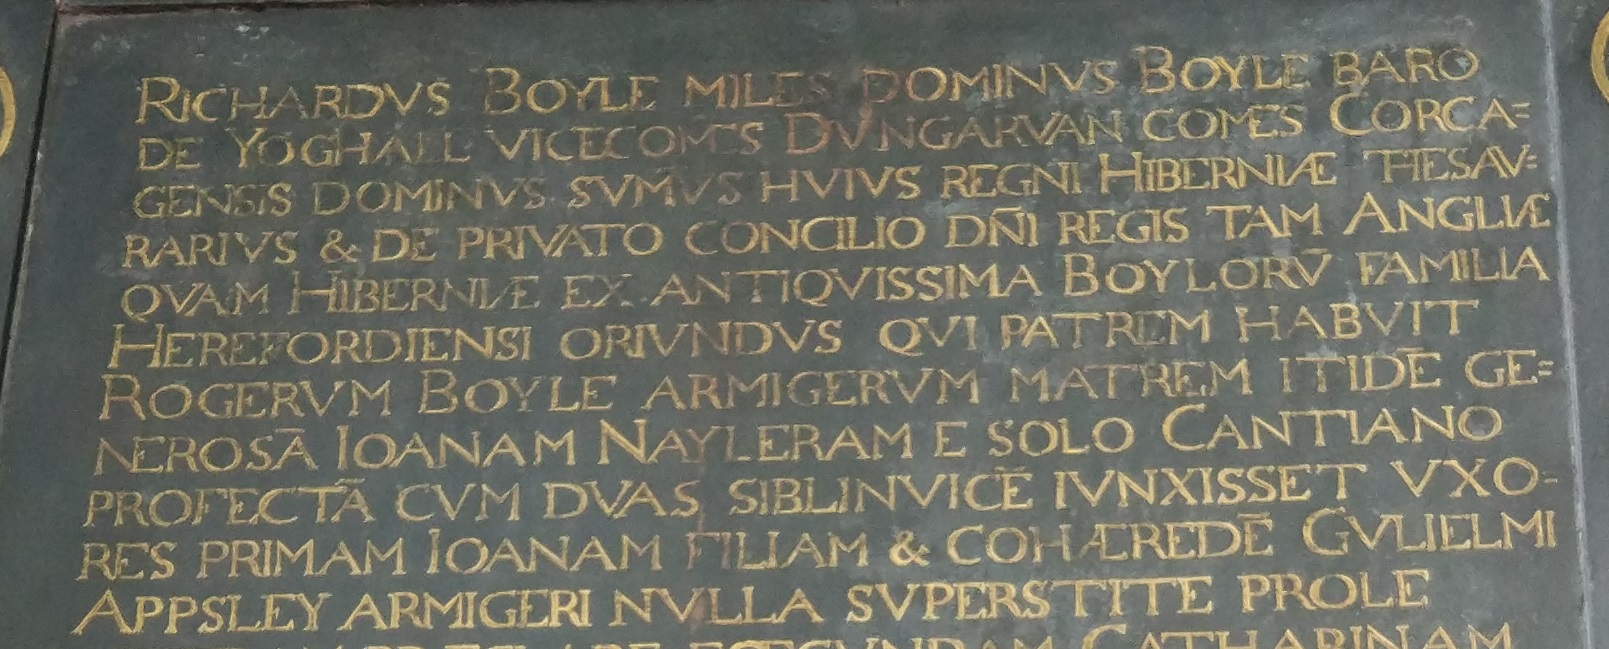 RICHARDVS BOYLE MILES DOMINVS BOYLE BARO
DE YOGHALL VICECOMES DVNGARVAN COMES CORCA=
GENSIS DOMINVS SVMVS HVIVS REGNI HIBERNIÆ THESAV=
RARIVS & DE PRIVATO CONCILIO DÑI REGIS TAM ANGLIÆ
QVAM HIBERNIÆ EX ANTIQVISSIMA BOYLORV̄ FAMILIA
HEREFORDIENSI ORIVNDVS QVI PATREM HABVIT
ROGERVM BOYLE ARMIGERVM MATREM ITIDĒ GE=
NEROSĀ IOANAM NAYLERAM E SOLO CANTIANO
PROFECTĀ CVM DVAS SIBI INVICĒ IVNXISSET VXO-
RES PRIMAM IOANAM FILIAM & COHÆREDĒ GVLIELMI
APPSLEY ARMIGERI NVLLA SVPERSTITE PROLE
CATHARINAM